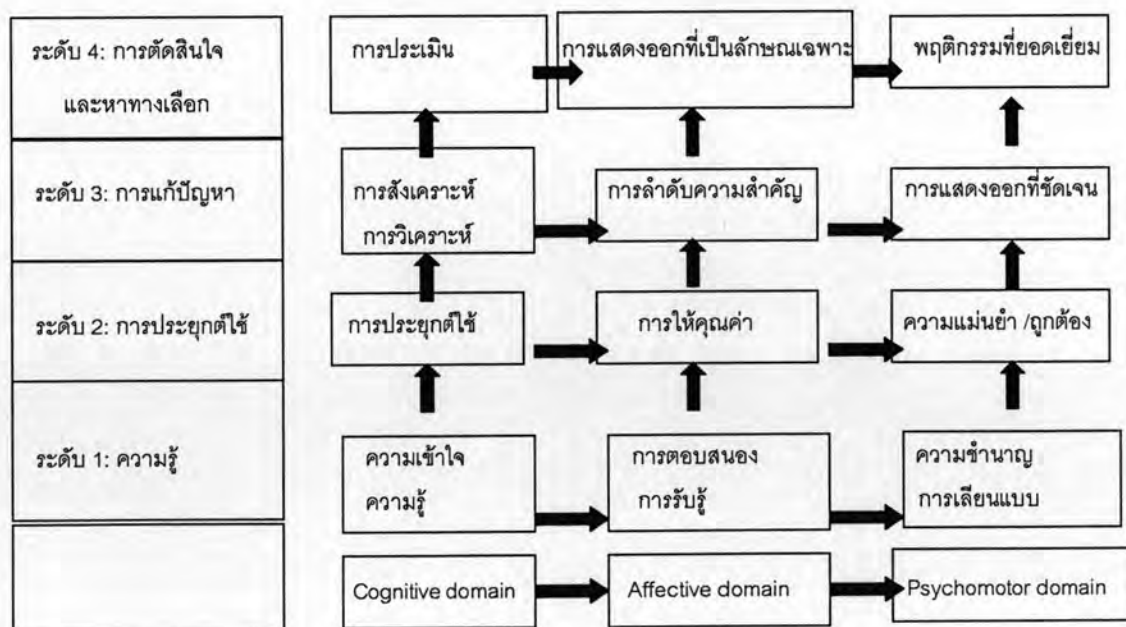 ระดับ 4: การตัดสินใจ
และหาทางเลือก
การประเมิน
การแสดงออกที่เป็นลักษณเฉพาะ
พฤติกรรมที่ยอดเยี่ยม
ระดับ 3: การแก้ปัญหา
การสังเคราะห์
การวิเคราะห์
การลำดับความสำคัญ
การแสดงออกที่ชัดเจน
ระดับ 2: การประยุกต์ใช้
การประยุกต์ใช้
การให้คุณค่า
ความแม่นยำ /ถูกต้อง
ระดับ 1: ความรู้
ความเข้าใจ
ความรู้
การตอบสนอง
การรับรู้
ความชำนาญ
การเลียนแบบ
Cognitive domain
Affective domain
Psychomotor domain